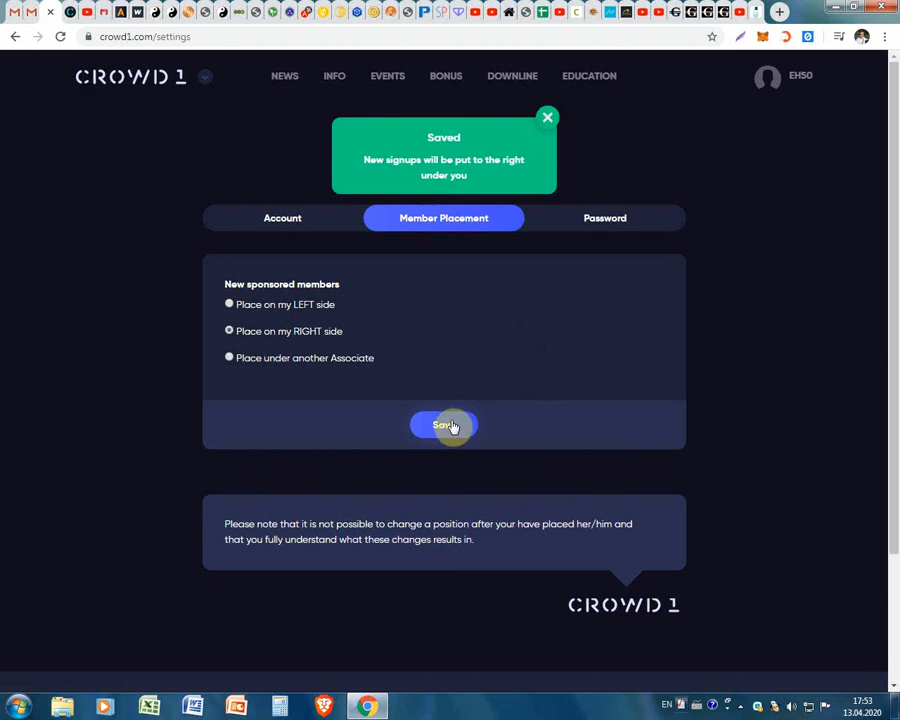 crowd1.com/settings
CROWD 1
NEWS INFO EVENTS BONUS DOWNLINE EDUCATION
EH50
Saved
New signups will be put to the right
under you
Account Member Placement Password
New sponsored members
Place on my LEFT side
Place on my RIGHT side
Place under another Associate
Save
Please note that it is not possible to change a position after your have placed her/him and
that you fully understand what these changes results in.
CROWD 1
EN
17:53
13.04.2020